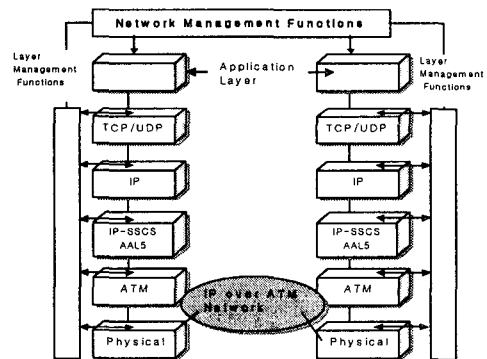 Network Management Functions
Layer
Management
Functions
Application
Layer
Layer
Management
Functions
TCP/UDP
TCP/UDP
IP
IP
IP-SSCS
AAL5
IP-SSCS
AAL5
ATM
ATM
IP over ATM
Network
Physical
Physical